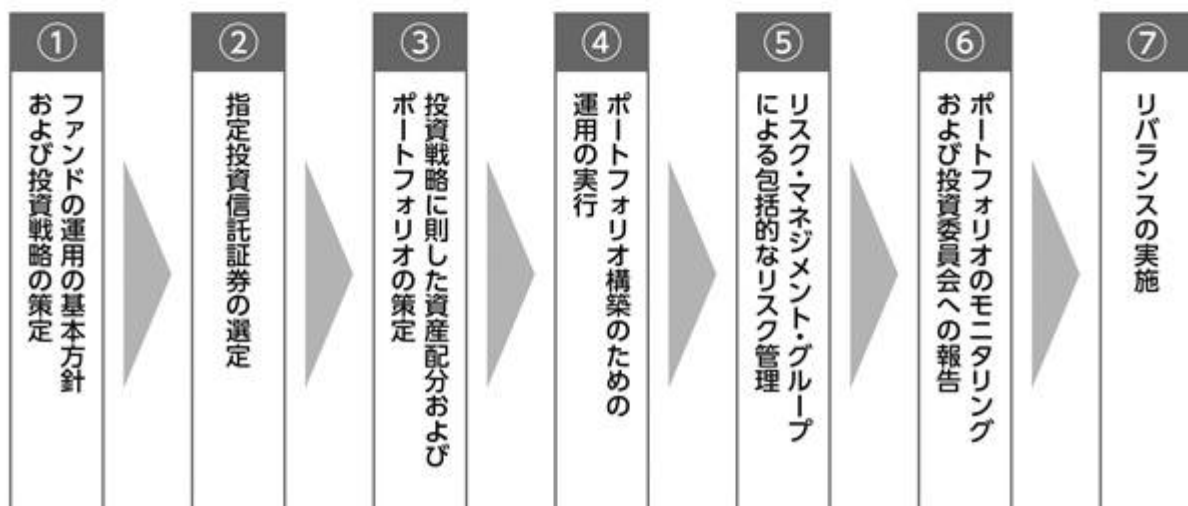 ①
ファンドの運用の基本方針
および投資戦略の策定
②
指定投資信託証券の選定
③
投資戦略に則した資産配分および
ポートフォリオの策定
④
ポートフォリオ構築のための
運用の実行
⑤
リスク・マネジメント・グループ
による包括的なリスク管理
⑥
ポートフォリオのモニタリング
および投資委員会への報告
⑦
リバランスの実施